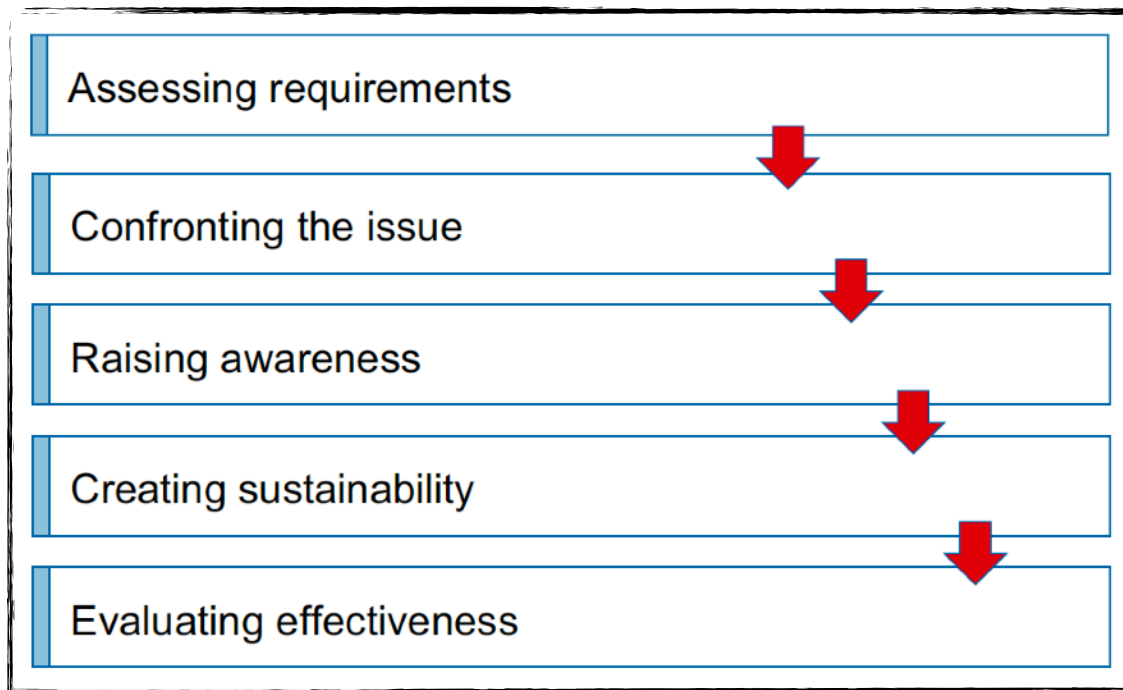 Assessing requirements
Confronting the issue
Raising awareness
Creating sustainability
Evaluating effectiveness